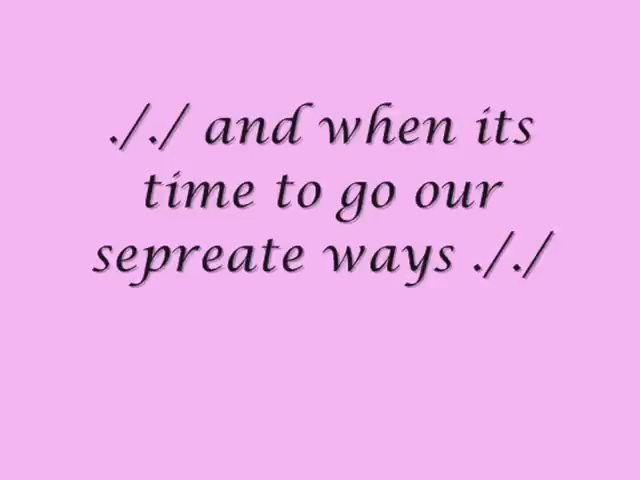 ././ and when its
time to go our
sepreate ways ././